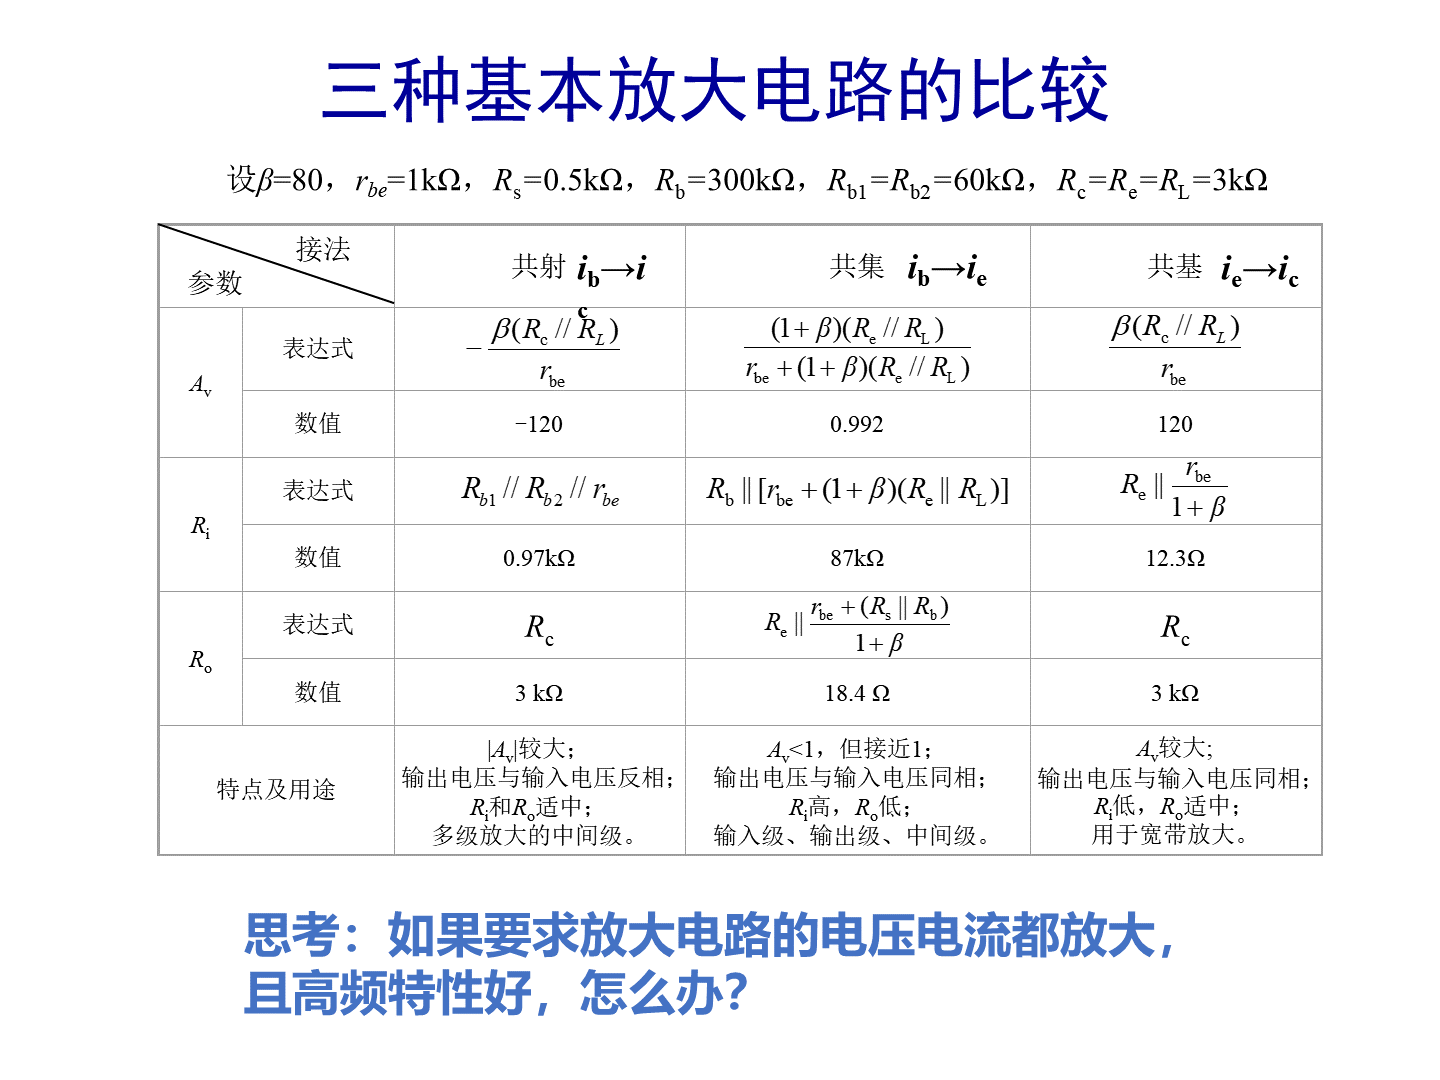 三种基本放大电路的比较
设β=80，rbe=1kΩ，Rs=0.5kΩ，Rb=300kΩ，Rb1=Rb2=60kΩ，Rc=Re=RL=3kΩ
接法
参数
共射 ib→ic
共集 ib→ie
共基 ie→ic
Av
表达式
−β(Rc // RL) / rbe
(1+β)(Re // RL) / rbe+(1+β)(Re // RL)
β(Rc // RL) / rbe
数值
-120
0.992
120
Ri
表达式
Rb1 // Rb2 // rbe
Rb || [rbe+(1+β)(Re || RL)]
Re || rbe / 1+β
数值
0.97kΩ
87kΩ
12.3Ω
Ro
表达式
Rc
Re || rbe+(Rs || Rb) / 1+β
Rc
数值
3 kΩ
18.4 Ω
3 kΩ
特点及用途
|Av|较大；
输出电压与输入电压反相；
Ri和Ro适中；
多级放大的中间级。
Av<1，但接近1；
输出电压与输入电压同相；
Ri高，Ro低；
输入级、输出级、中间级。
Av较大;
输出电压与输入电压同相；
Ri低，Ro适中；
用于宽带放大。
思考：如果要求放大电路的电压电流都放大，
且高频特性好，怎么办？